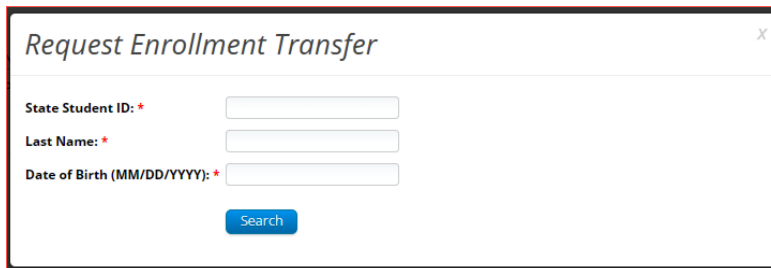 Request Enrollment Transfer
x
State Student ID: *
Last Name: *
Date of Birth (MM/DD/YYYY): *
Search